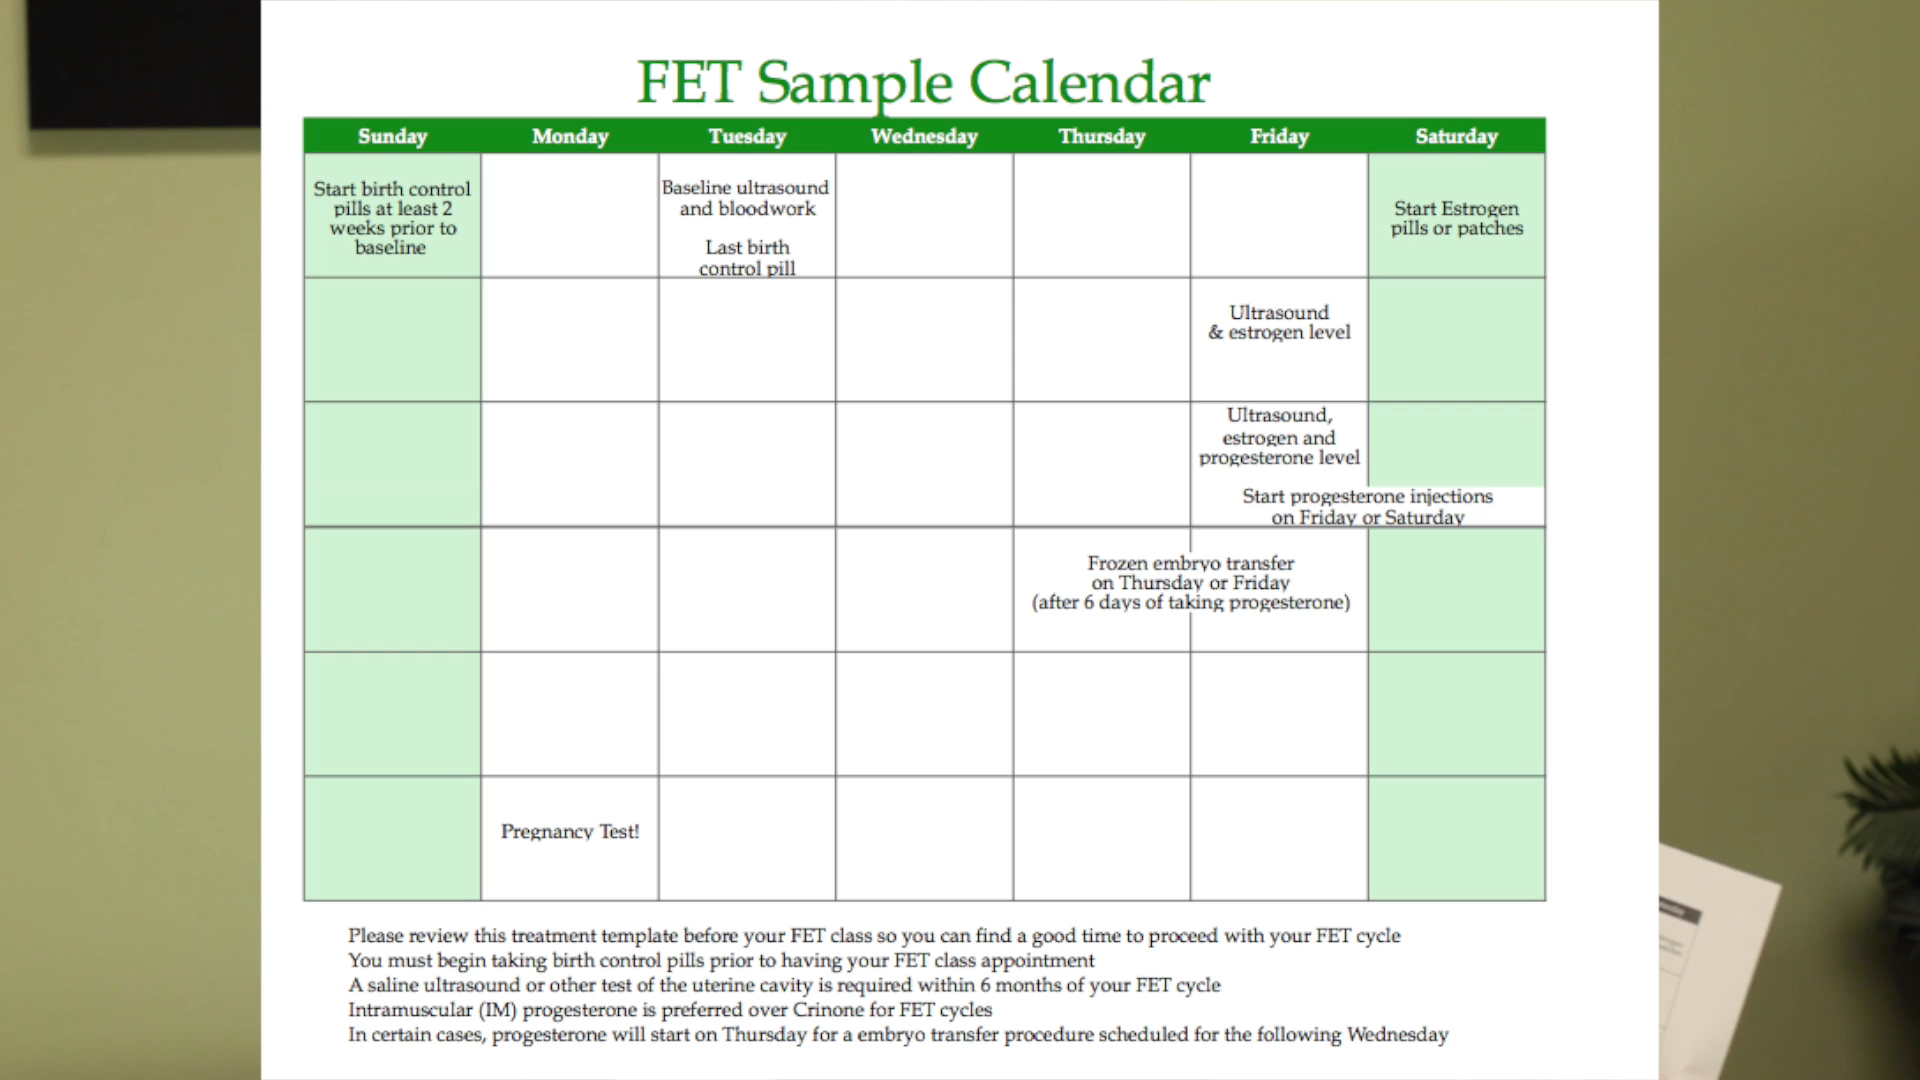 FET Sample Calendar
Sunday Monday Tuesday Wednesday Thursday Friday Saturday
Start birth control
pills at least 2
weeks prior to
baseline
Baseline ultrasound
and bloodwork
Last birth
control pill
Start Estrogen
pills or patches
Ultrasound
& estrogen level
Ultrasound,
estrogen and
progesterone level
Start progesterone injections
on Friday or Saturday
Frozen embryo transfer
on Thursday or Friday
(after 6 days of taking progesterone)
Pregnancy Test!
Please review this treatment template before your FET class so you can find a good time to proceed with your FET cycle
You must begin taking birth control pills prior to having your FET class appointment
A saline ultrasound or other test of the uterine cavity is required within 6 months of your FET cycle
Intramuscular (IM) progesterone is preferred over Crinone for FET cycles
In certain cases, progesterone will start on Thursday for a embryo transfer procedure scheduled for the following Wednesday